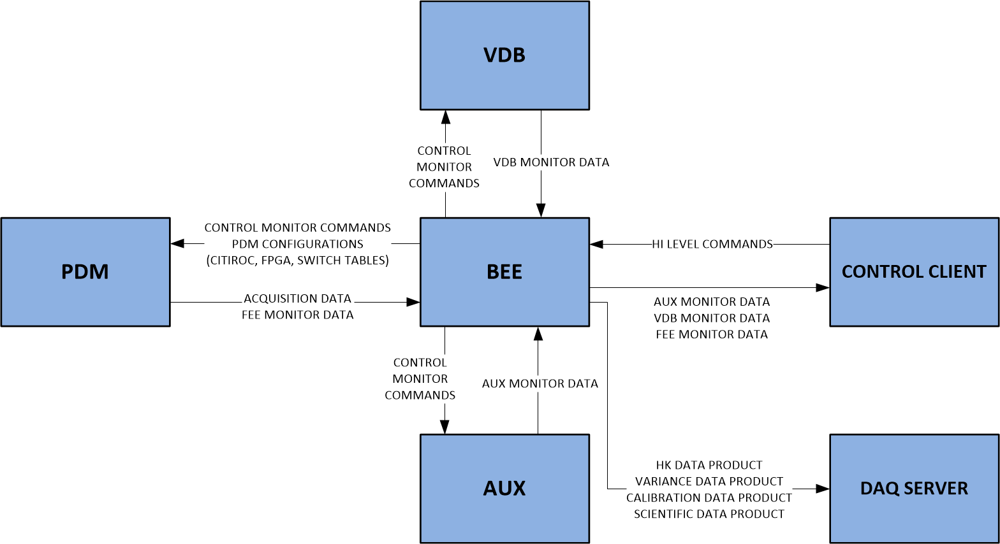 VDB
CONTROL
MONITOR
COMMANDS
VDB MONITOR DATA
PDM
CONTROL MONITOR COMMANDS
PDM CONFIGURATIONS
(CITIROC, FPGA, SWITCH TABLES)
ACQUISITION DATA
FEE MONITOR DATA
BEE
HI LEVEL COMMANDS
AUX MONITOR DATA
VDB MONITOR DATA
FEE MONITOR DATA
CONTROL CLIENT
CONTROL
MONITOR
COMMANDS
AUX MONITOR DATA
AUX
HK DATA PRODUCT
VARIANCE DATA PRODUCT
CALIBRATION DATA PRODUCT
SCIENTIFIC DATA PRODUCT
DAQ SERVER